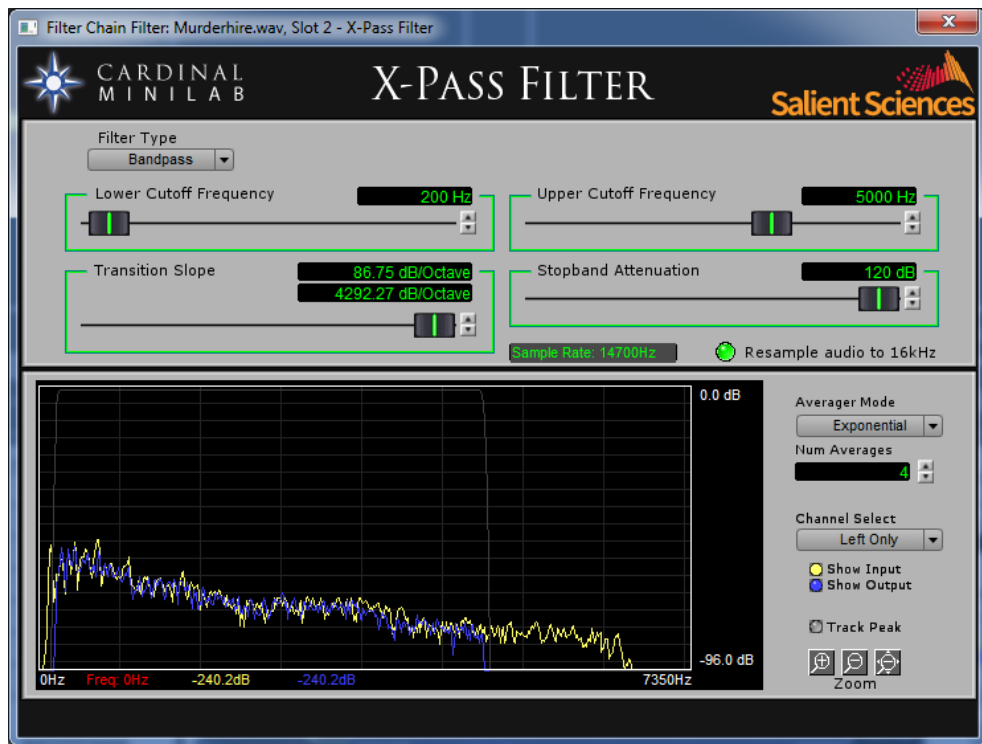 Filter Chain Filter: Murderhire.wav, Slot 2 - X-Pass Filter
CARDINAL
MINILAB
X-PASS FILTER
Salient Sciences
Filter Type
Bandpass
Lower Cutoff Frequency
200 Hz
Upper Cutoff Frequency
5000 Hz
Transition Slope
86.75 dB/Octave
4292.27 dB/Octave
Stopband Attenuation
120 dB
Sample Rate: 14700Hz
Resample audio to 16kHz
0.0 dB
-96.0 dB
0Hz
Freq: 0Hz
-240.2dB
-240.2dB
7350Hz
Averager Mode
Exponential
Num Averages
4
Channel Select
Left Only
Show Input
Show Output
Track Peak
Zoom